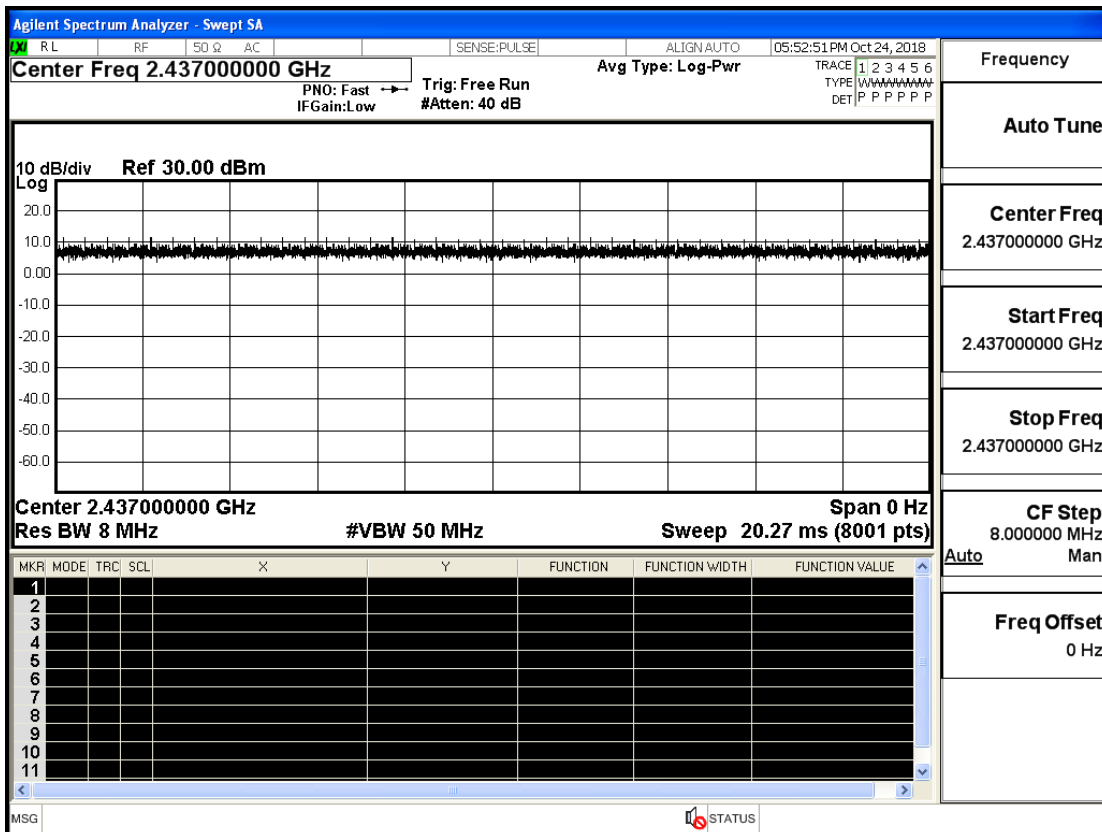 Agilent Spectrum Analyzer - Swept SA
LXI RL RF 50 Ω AC SENSE:PULSE ALIGN AUTO 05:52:51 PM Oct 24, 2018
Center Freq 2.437000000 GHz
PNO: Fast
IFGain:Low
Trig: Free Run
#Atten: 40 dB
Avg Type: Log-Pwr
TRACE 1 2 3 4 5 6
TYPE WWWWWW
DET P P P P P P
10 dB/div Ref 30.00 dBm
Log
20.0
10.0
0.00
-10.0
-20.0
-30.0
-40.0
-50.0
-60.0
Center 2.437000000 GHz Span 0 Hz
Res BW 8 MHz #VBW 50 MHz Sweep 20.27 ms (8001 pts)
MKR MODE TRC SCL X Y FUNCTION FUNCTION WIDTH FUNCTION VALUE
1
2
3
4
5
6
7
8
9
10
11
MSG STATUS
Frequency
Auto Tune
Center Freq
2.437000000 GHz
Start Freq
2.437000000 GHz
Stop Freq
2.437000000 GHz
CF Step
8.000000 MHz
Auto Man
Freq Offset
0 Hz